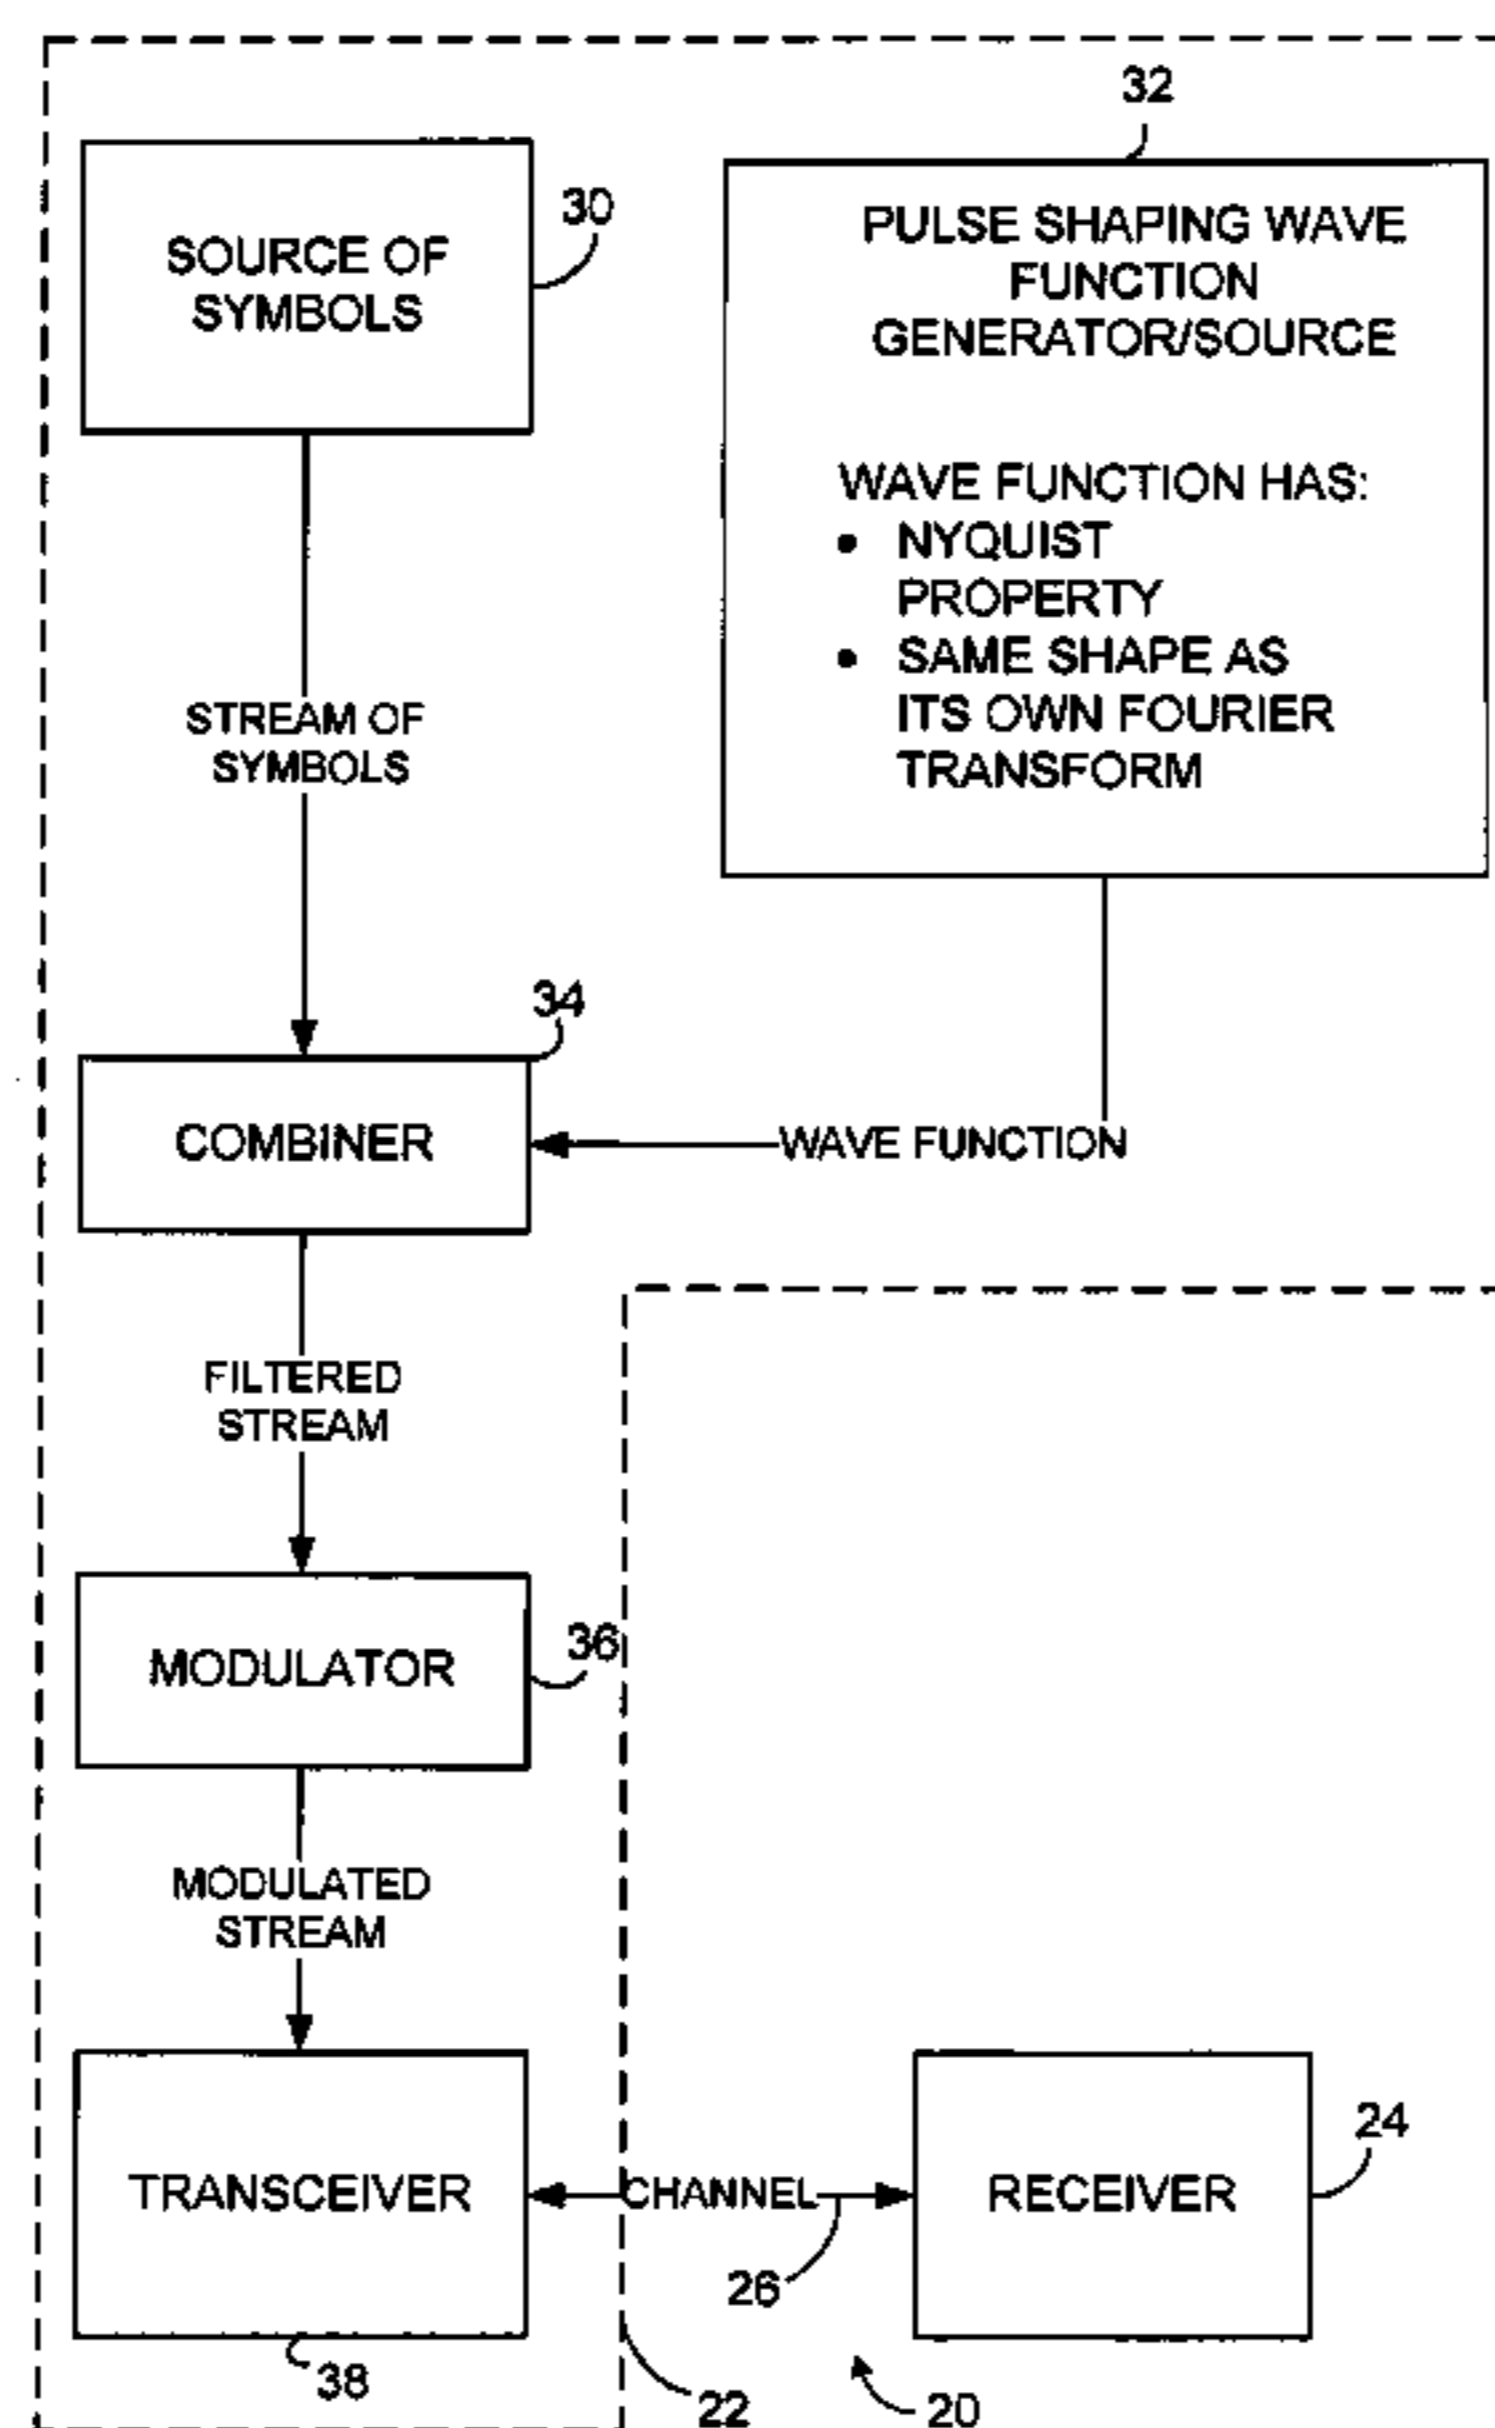 32
SOURCE OF
SYMBOLS
30
PULSE SHAPING WAVE
FUNCTION
GENERATOR/SOURCE
WAVE FUNCTION HAS:
• NYQUIST
PROPERTY
• SAME SHAPE AS
ITS OWN FOURIER
TRANSFORM
STREAM OF
SYMBOLS
34
COMBINER
WAVE FUNCTION
FILTERED
STREAM
36
MODULATOR
MODULATED
STREAM
TRANSCEIVER
CHANNEL
RECEIVER
24
26
38
22
20